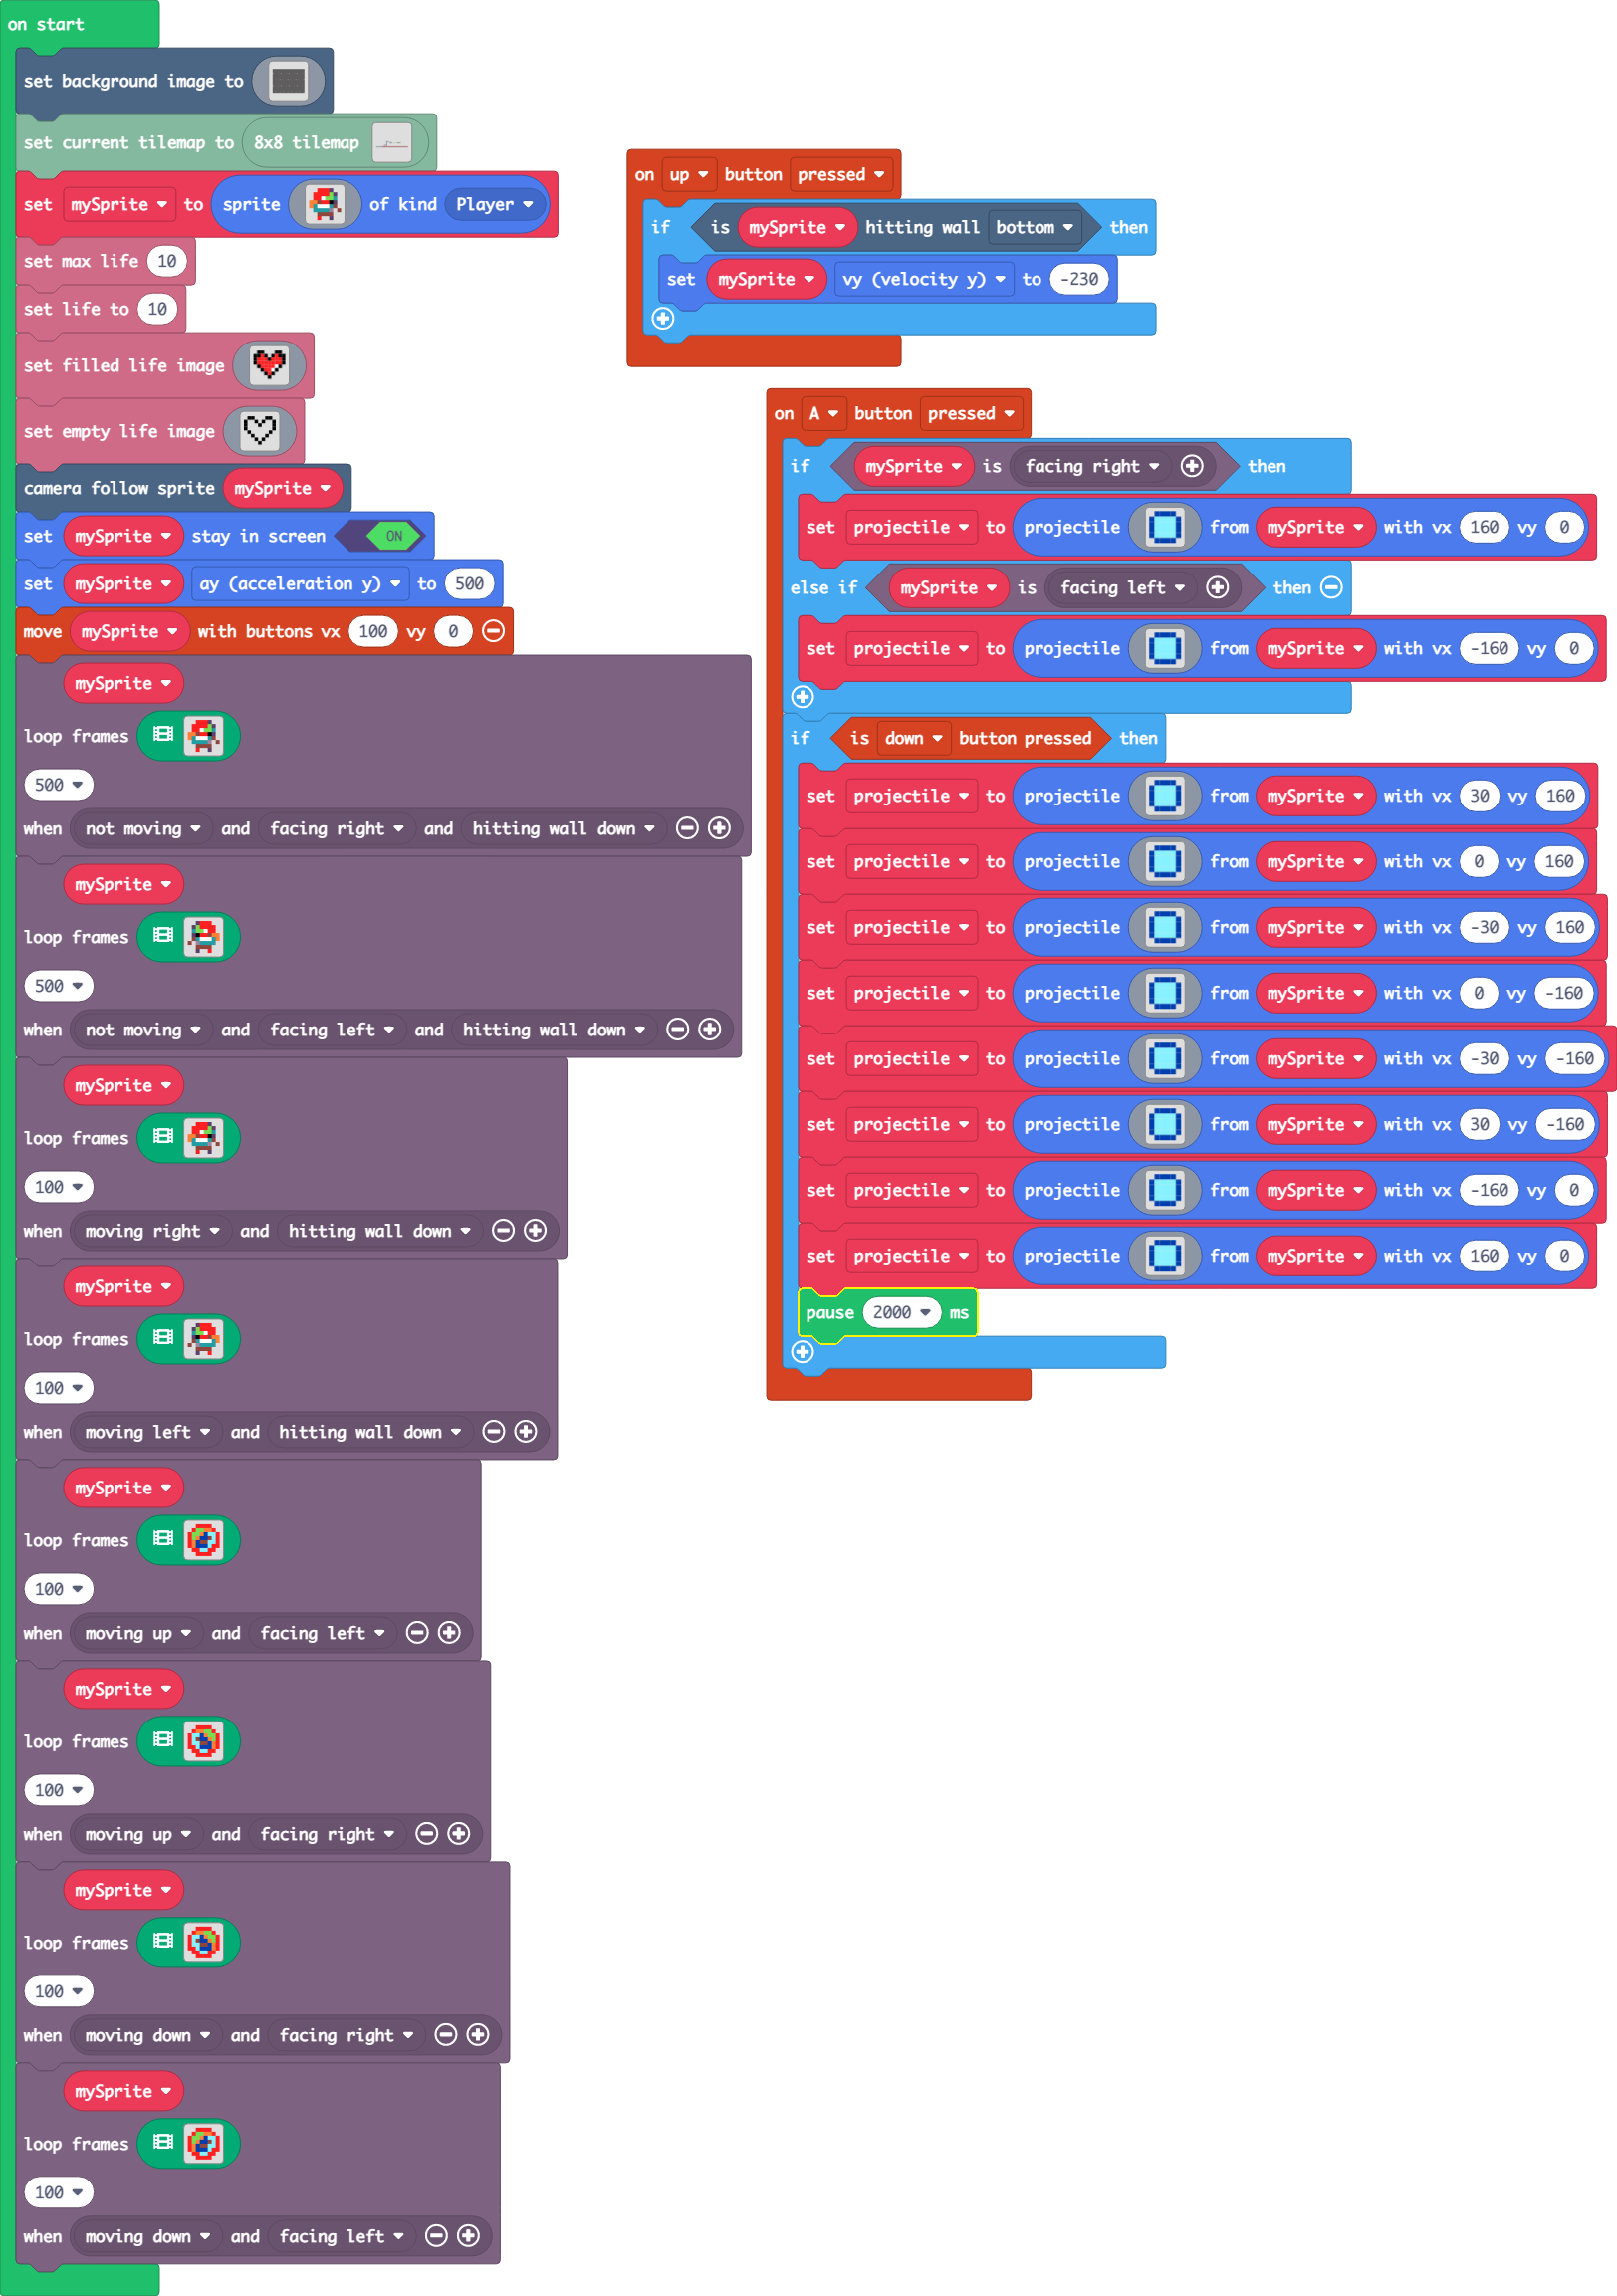 on start
set background image to
set current tilemap to 8x8 tilemap
set mySprite to sprite of kind Player
set max life 10
set life to 10
set filled life image
set empty life image
camera follow sprite mySprite
set mySprite stay in screen ON
set mySprite ay (acceleration y) to 500
move mySprite with buttons vx 100 vy 0
mySprite
loop frames
500
when not moving and facing right and hitting wall down
mySprite
loop frames
500
when not moving and facing left and hitting wall down
mySprite
loop frames
100
when moving right and hitting wall down
mySprite
loop frames
100
when moving left and hitting wall down
mySprite
loop frames
100
when moving up and facing left
mySprite
loop frames
100
when moving up and facing right
mySprite
loop frames
100
when moving down and facing right
mySprite
loop frames
100
when moving down and facing left
on up button pressed
if is mySprite hitting wall bottom then
set mySprite vy (velocity y) to -230
on A button pressed
if mySprite is facing right then
set projectile to projectile from mySprite with vx 160 vy 0
else if mySprite is facing left then
set projectile to projectile from mySprite with vx -160 vy 0
if is down button pressed then
set projectile to projectile from mySprite with vx 30 vy 160
set projectile to projectile from mySprite with vx 0 vy 160
set projectile to projectile from mySprite with vx -30 vy 160
set projectile to projectile from mySprite with vx 0 vy -160
set projectile to projectile from mySprite with vx -30 vy -160
set projectile to projectile from mySprite with vx 30 vy -160
set projectile to projectile from mySprite with vx -160 vy 0
set projectile to projectile from mySprite with vx 160 vy 0
pause 2000 ms